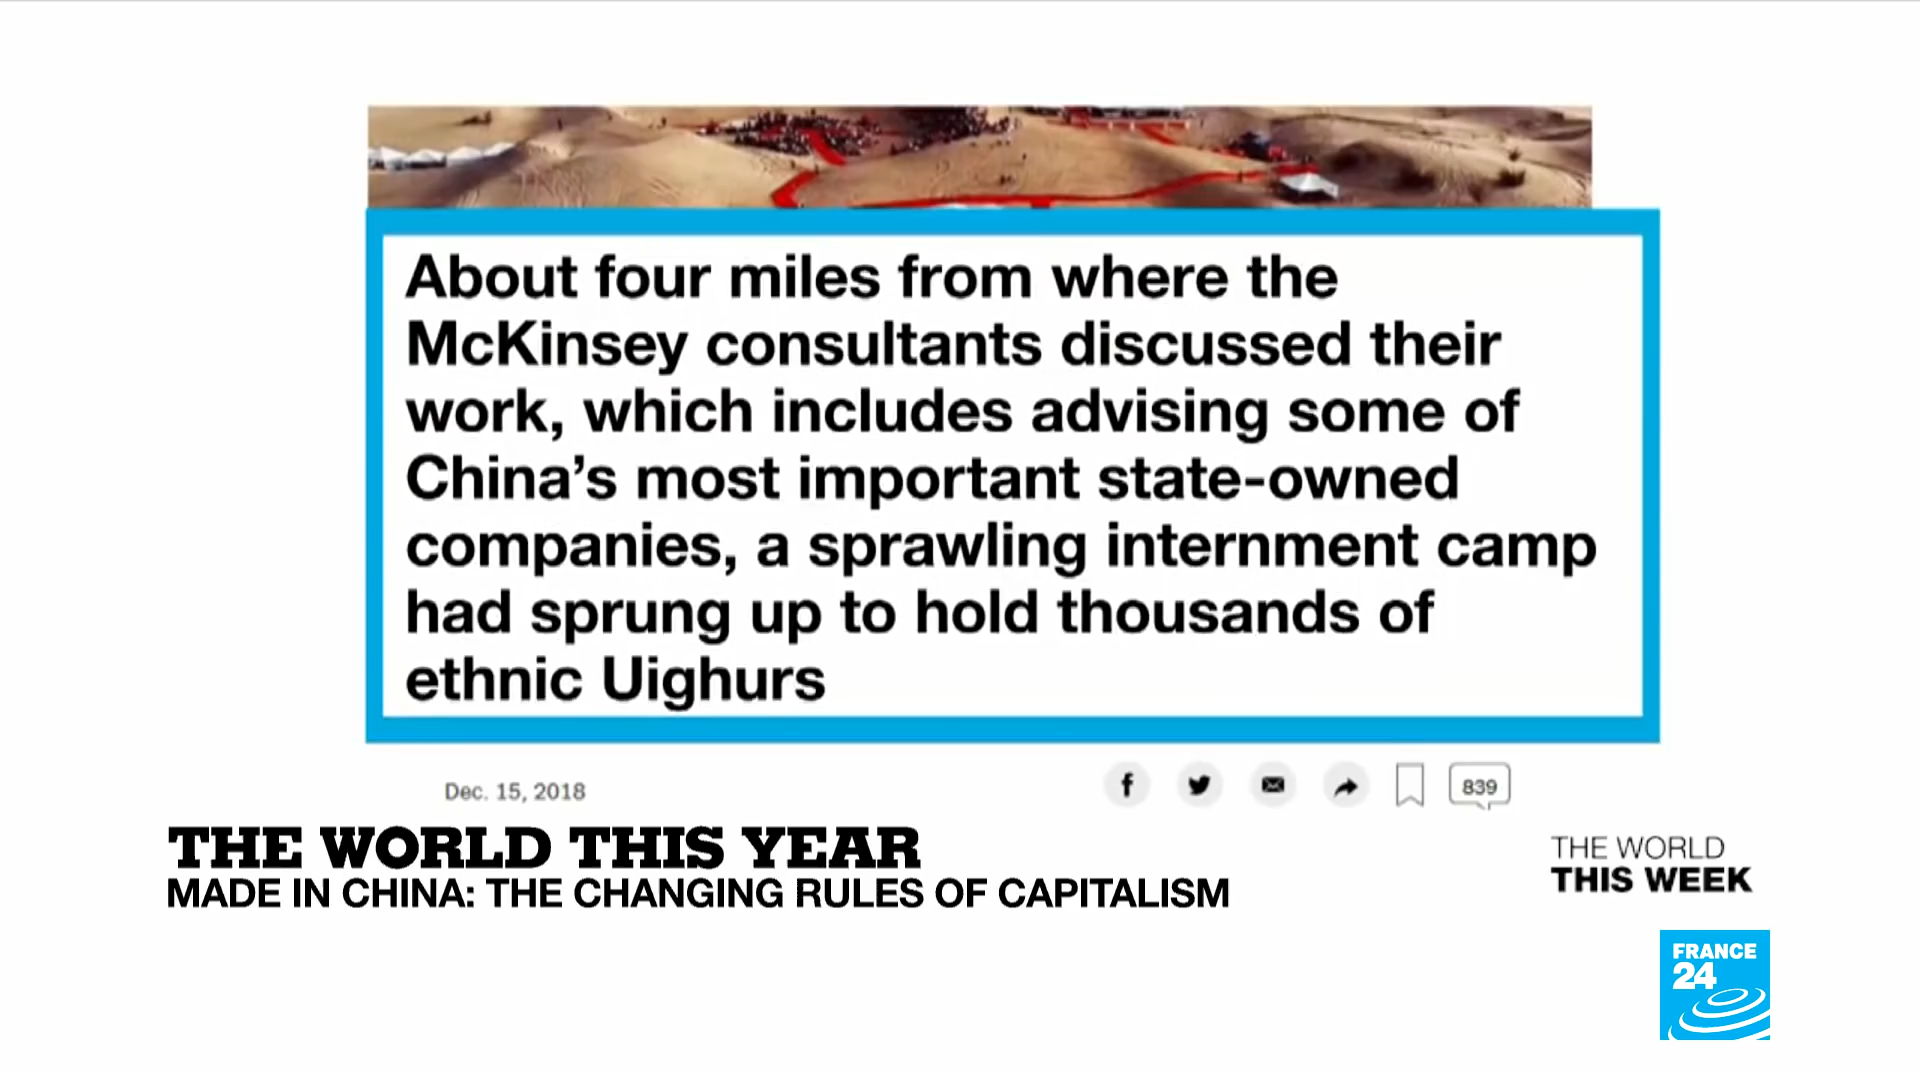 About four miles from where the
McKinsey consultants discussed their
work, which includes advising some of
China's most important state-owned
companies, a sprawling internment camp
had sprung up to hold thousands of
ethnic Uighurs
Dec. 15, 2018
839
THE WORLD THIS YEAR
MADE IN CHINA: THE CHANGING RULES OF CAPITALISM
THE WORLD
THIS WEEK
FRANCE
24